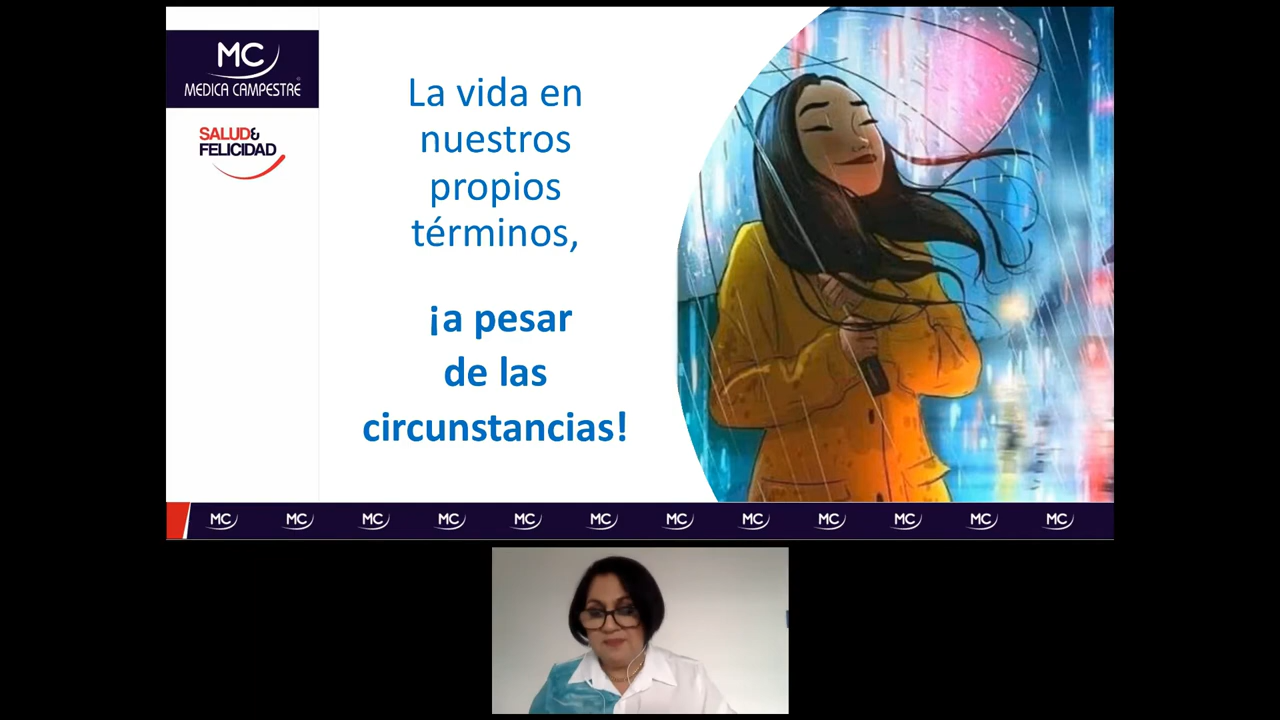 MC
MEDICA CAMPESTRE
SALUD&
FELICIDAD
La vida en
nuestros
propios
términos,
¡a pesar
de las
circunstancias!
MC MC MC MC MC MC MC MC MC MC MC MC